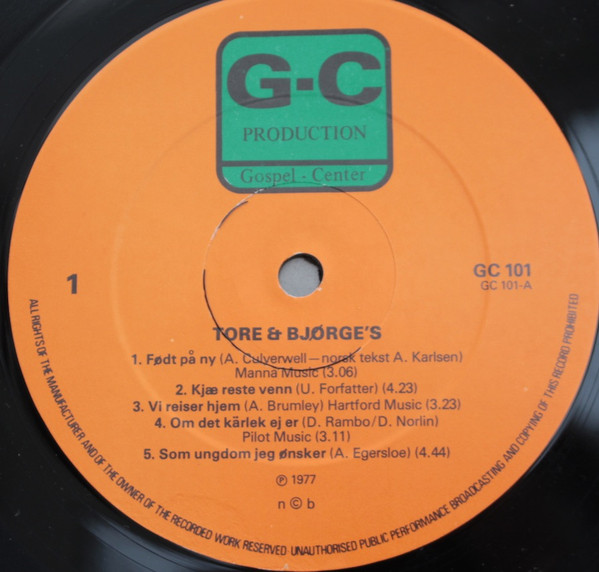 G-C
PRODUCTION
Gospel - Center
1
GC 101
GC 101-A
TORE & BJØRGE'S
1. Født på ny (A. Culverwell — norsk tekst A. Karlsen)
Manna Music (3.06)
2. Kjæ reste venn (U. Forfatter) (4.23)
3. Vi reiser hjem (A. Brumley) Hartford Music (3.23)
4. Om det kärlek ej er (D. Rambo/D. Norlin)
Pilot Music (3.11)
5. Som ungdom jeg ønsker (A. Egersloe) (4.44)
℗ 1977
n © b
ALL RIGHTS OF THE MANUFACTURER AND OF THE OWNER OF THE RECORDED WORK RESERVED·UNAUTHORISED PUBLIC PERFORMANCE BROADCASTING AND COPYING OF THIS RECORD PROHIBITED